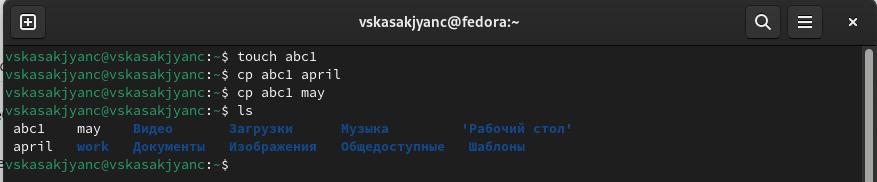 vskasakjyanc@fedora:~
vskasakjyanc@vskasakjyanc:~$ touch abc1
vskasakjyanc@vskasakjyanc:~$ cp abc1 april
vskasakjyanc@vskasakjyanc:~$ cp abc1 may
vskasakjyanc@vskasakjyanc:~$ ls
abc1 may Видео Загрузки Музыка 'Рабочий стол'
april work Документы Изображения Общедоступные Шаблоны
vskasakjyanc@vskasakjyanc:~$